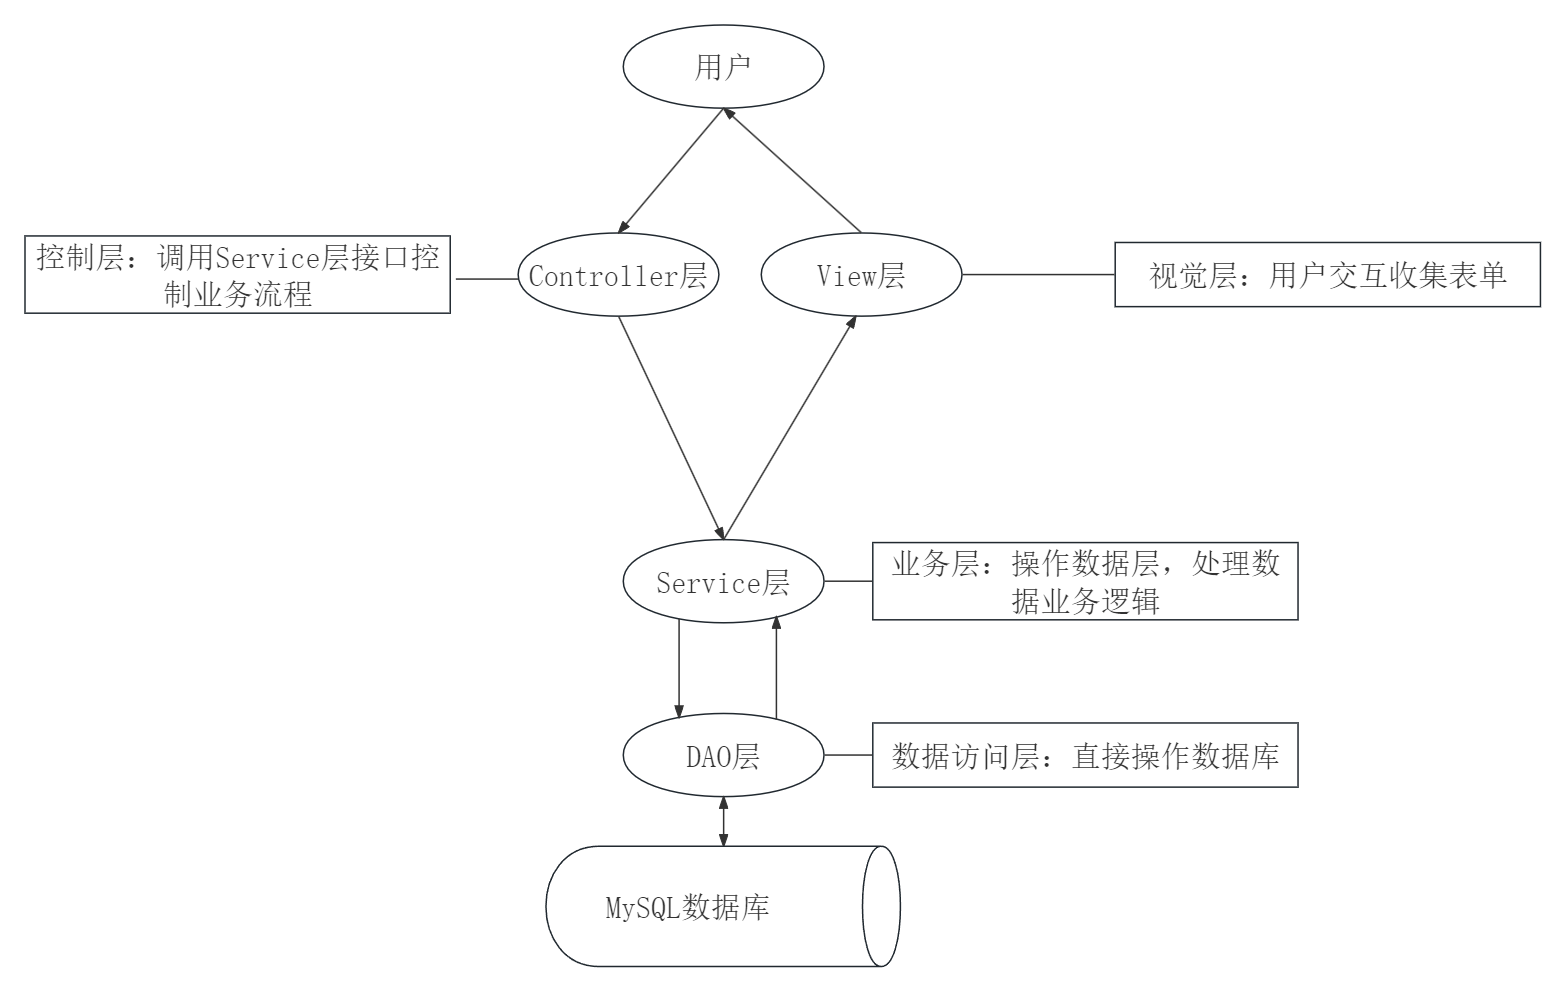 用户
控制层：调用Service层接口控
制业务流程
Controller层
View层
视觉层：用户交互收集表单
Service层
业务层：操作数据层，处理数
据业务逻辑
DAO层
数据访问层：直接操作数据库
MySQL数据库